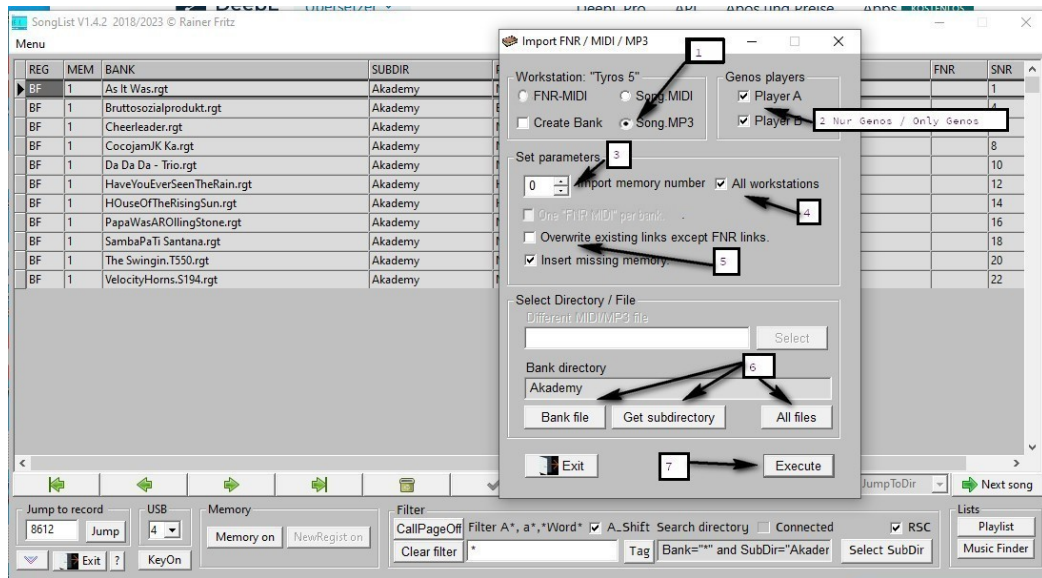 DeepL Übersetzer DeepL Pro API Abos und Preise Apps KOSTENLOS
SongList V1.4.2 2018/2023 © Rainer Fritz
Menu
REG MEM BANK SUBDIR FNR SNR
BF 1 As It Was.rgt Akademy 1
BF 1 Bruttosozialprodukt.rgt Akademy
BF 1 Cheerleader.rgt Akademy
BF 1 CocojamJK Ka.rgt Akademy 8
BF 1 Da Da Da - Trio.rgt Akademy 10
BF 1 HaveYouEverSeenTheRain.rgt Akademy 12
BF 1 HOuseOfTheRisingSun.rgt Akademy 14
BF 1 PapaWasAROllingStone.rgt Akademy 16
BF 1 SambaPaTi Santana.rgt Akademy 18
BF 1 The Swingin.T550.rgt Akademy 20
BF 1 VelocityHorns.S194.rgt Akademy 22
Import FNR / MIDI / MP3
1
Workstation: "Tyros 5"
FNR-MIDI Song.MIDI
Create Bank Song.MP3
Genos players
Player A
Player B
2 Nur Genos / Only Genos
Set parameters
3
0 Import memory number All workstations
4
One "FNR MIDI" per bank.
Overwrite existing links except FNR links.
5
Insert missing memory.
Select Directory / File
Different MIDI/MP3 file
Select
Bank directory
6
Akademy
Bank file Get subdirectory All files
Exit 7 Execute
JumpToDir Next song
Jump to record
8612 Jump
USB
4
Memory
Memory on NewRegist on
Filter
CallPageOff Filter A*, a*,*Word* A_Shift Search directory Connected RSC
Clear filter * Tag Bank="*" and SubDir="Akader Select SubDir
Exit ? KeyOn
Lists
Playlist
Music Finder